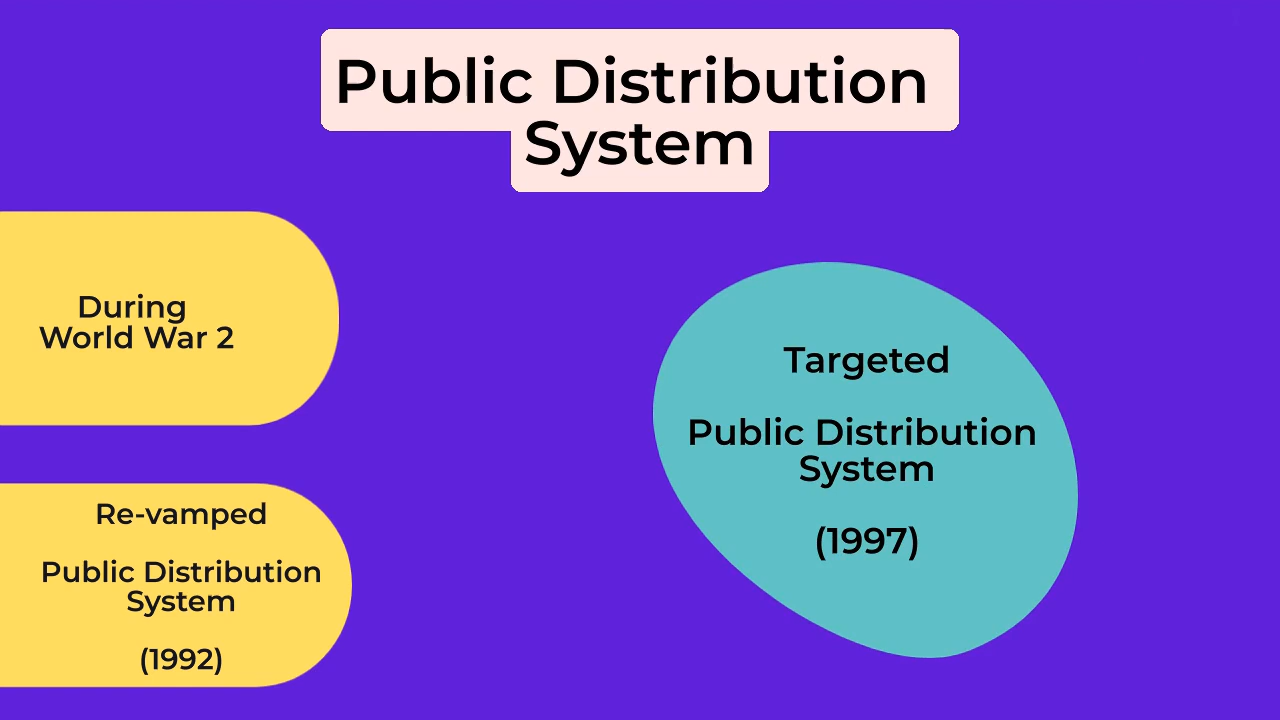 Public Distribution
System
During
World War 2
Re-vamped
Public Distribution
System
(1992)
Targeted
Public Distribution
System
(1997)